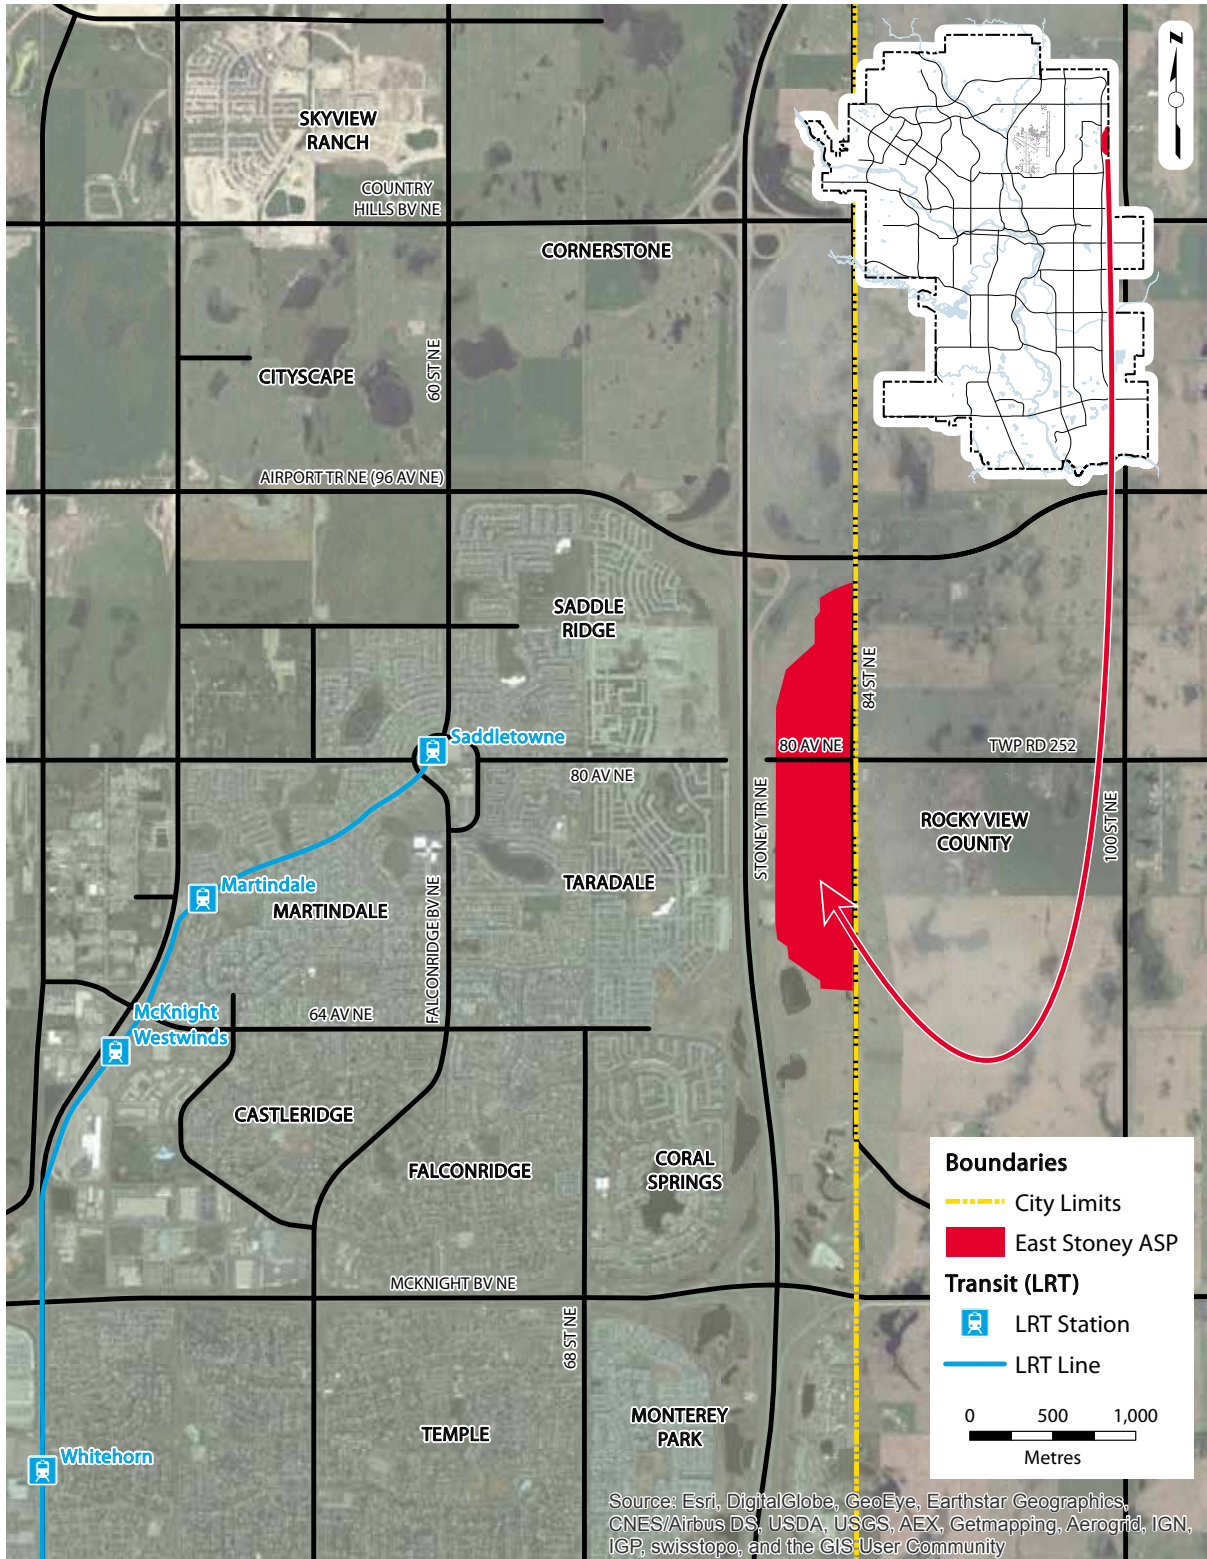 N
SKYVIEW
RANCH
COUNTRY
HILLS BV NE
CORNERSTONE
60 ST NE
CITYSCAPE
AIRPORT TR NE (96 AV NE)
SADDLE
RIDGE
84 ST NE
Saddletowne
80 AV NE
TWP RD 252
80 AV NE
STONEY TR NE
ROCKY VIEW
COUNTY
100 ST NE
Martindale
MARTINDALE
TARADALE
FALCONRIDGE BV NE
McKnight
Westwinds
64 AV NE
CASTLERIDGE
FALCONRIDGE
CORAL
SPRINGS
MCKNIGHT BV NE
68 ST NE
TEMPLE
MONTEREY
PARK
Whitehorn
Boundaries
City Limits
East Stoney ASP
Transit (LRT)
LRT Station
LRT Line
0 500 1,000
Metres
Source: Esri, DigitalGlobe, GeoEye, Earthstar Geographics,
CNES/Airbus DS, USDA, USGS, AEX, Getmapping, Aerogrid, IGN,
IGP, swisstopo, and the GIS User Community